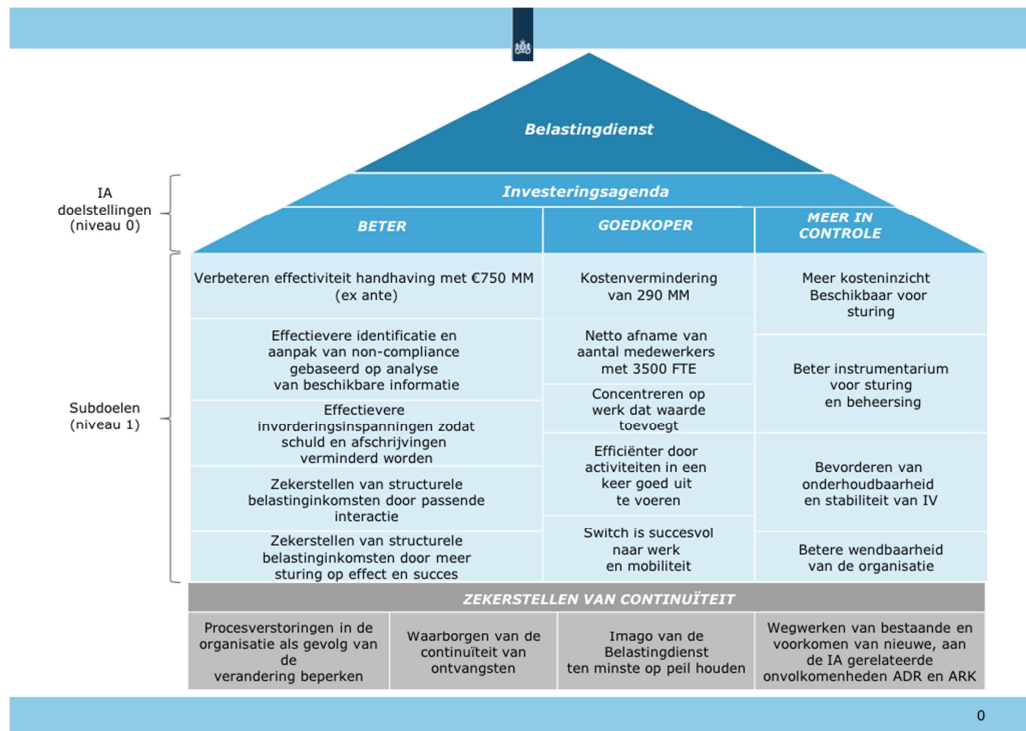 Belastingdienst
Investeringsagenda
IA
doelstellingen
(niveau 0)
BETER
GOEDKOPER
MEER IN
CONTROLE
Subdoelen
(niveau 1)
Verbeteren effectiviteit handhaving met €750 MM
(ex ante)
Effectievere identificatie en
aanpak van non-compliance
gebaseerd op analyse
van beschikbare informatie
Effectievere
invorderingsinspanningen zodat
schuld en afschrijvingen
verminderd worden
Zekerstellen van structurele
belastinginkomsten door passende
interactie
Zekerstellen van structurele
belastinginkomsten door meer
sturing op effect en succes
Kostenvermindering
van 290 MM
Netto afname van
aantal medewerkers
met 3500 FTE
Concentreren op
werk dat waarde
toevoegt
Efficiënter door
activiteiten in een
keer goed uit
te voeren
Switch is succesvol
naar werk
en mobiliteit
Meer kosteninzicht
Beschikbaar voor
sturing
Beter instrumentarium
voor sturing
en beheersing
Bevorderen van
onderhoudbaarheid
en stabiliteit van IV
Betere wendbaarheid
van de organisatie
ZEKERSTELLEN VAN CONTINUÏTEIT
Procesverstoringen in de
organisatie als gevolg van
de
verandering beperken
Waarborgen van de
continuïteit van
ontvangsten
Imago van de
Belastingdienst
ten minste op peil houden
Wegwerken van bestaande en
voorkomen van nieuwe, aan
de IA gerelateerde
onvolkomenheden ADR en ARK
0